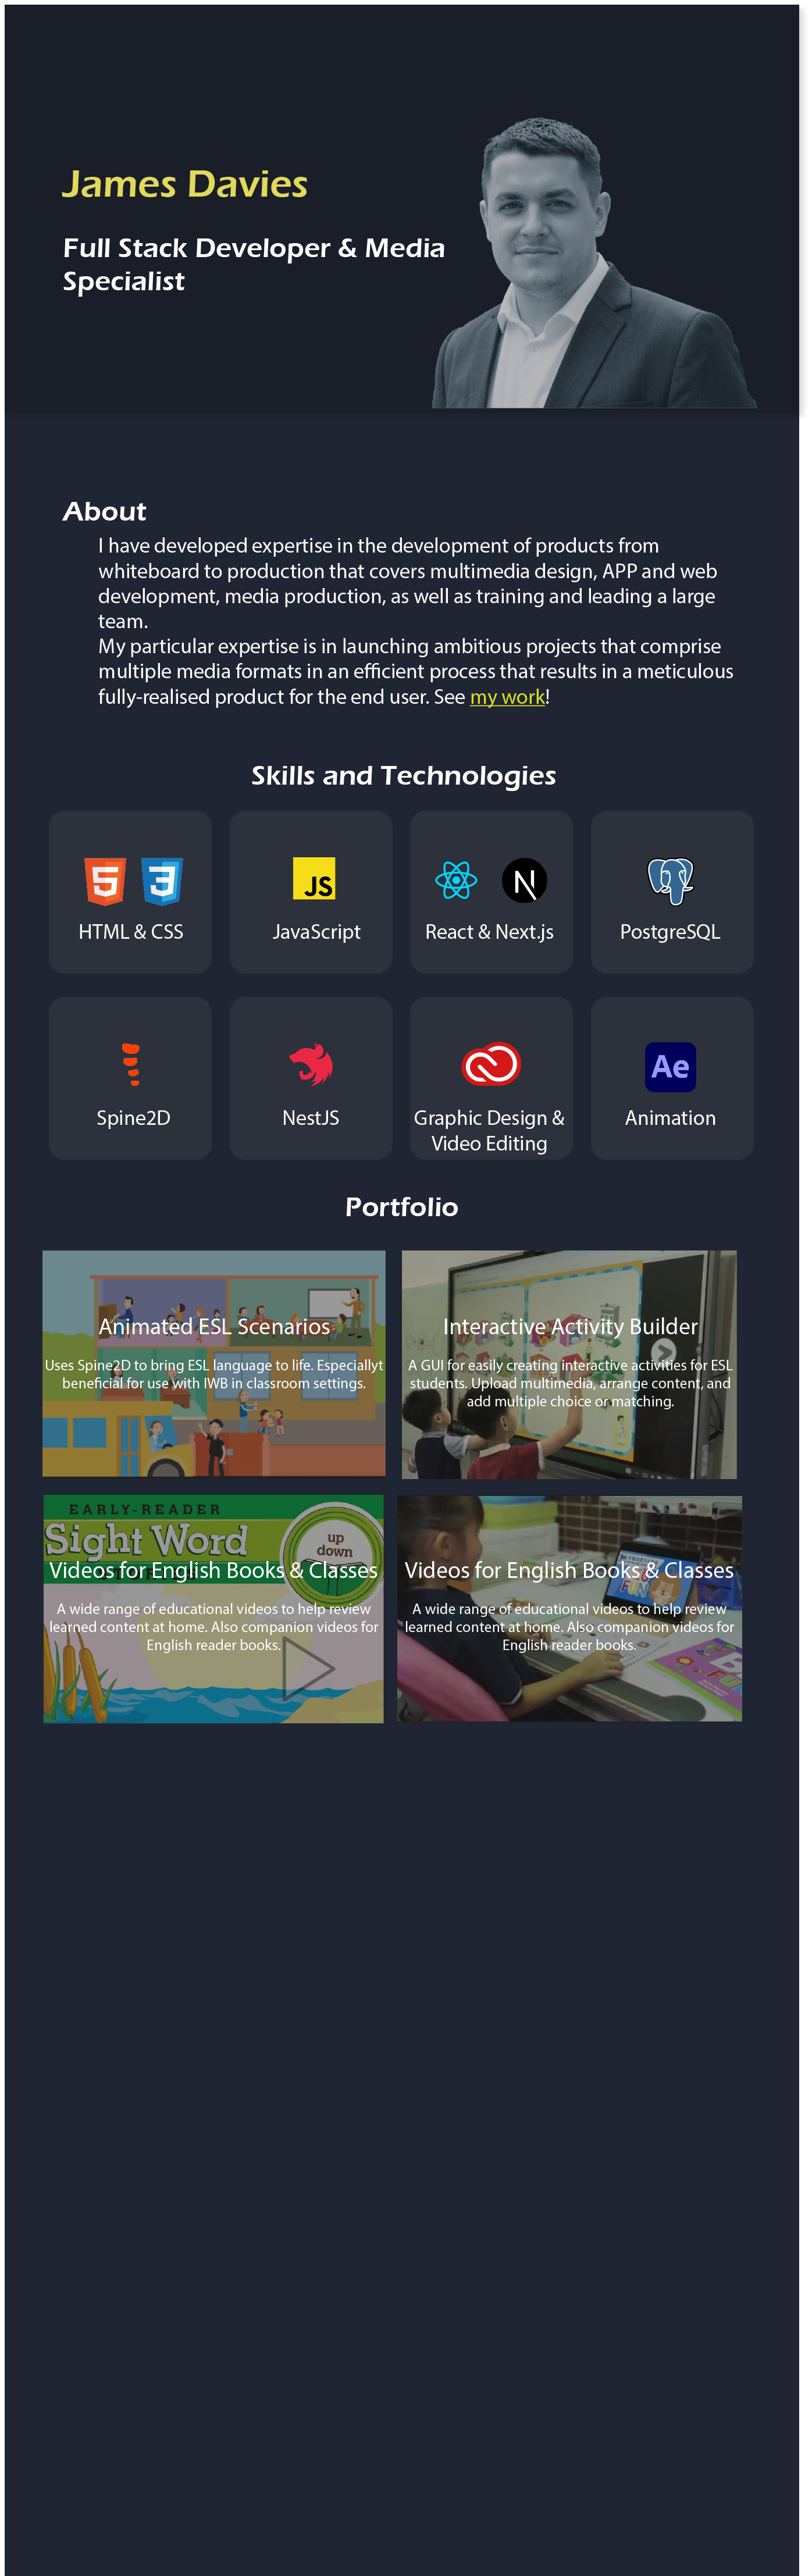 James Davies
Full Stack Developer & Media
Specialist
About
I have developed expertise in the development of products from
whiteboard to production that covers multimedia design, APP and web
development, media production, as well as training and leading a large
team.
My particular expertise is in launching ambitious projects that comprise
multiple media formats in an efficient process that results in a meticulous
fully-realised product for the end user. See my work!
Skills and Technologies
5
3
HTML & CSS
JS
JavaScript
N
React & Next.js
PostgreSQL
Spine2D
NestJS
Graphic Design &
Video Editing
Ae
Animation
Portfolio
Animated ESL Scenarios
Uses Spine2D to bring ESL language to life. Especiallyt
beneficial for use with IWB in classroom settings.
Interactive Activity Builder
A GUI for easily creating interactive activities for ESL
students. Upload multimedia, arrange content, and
add multiple choice or matching.
EARLY-READER
Sight Word
up
down
Videos for English Books & Classes
A wide range of educational videos to help review
learned content at home. Also companion videos for
English reader books.
Videos for English Books & Classes
A wide range of educational videos to help review
learned content at home. Also companion videos for
English reader books.